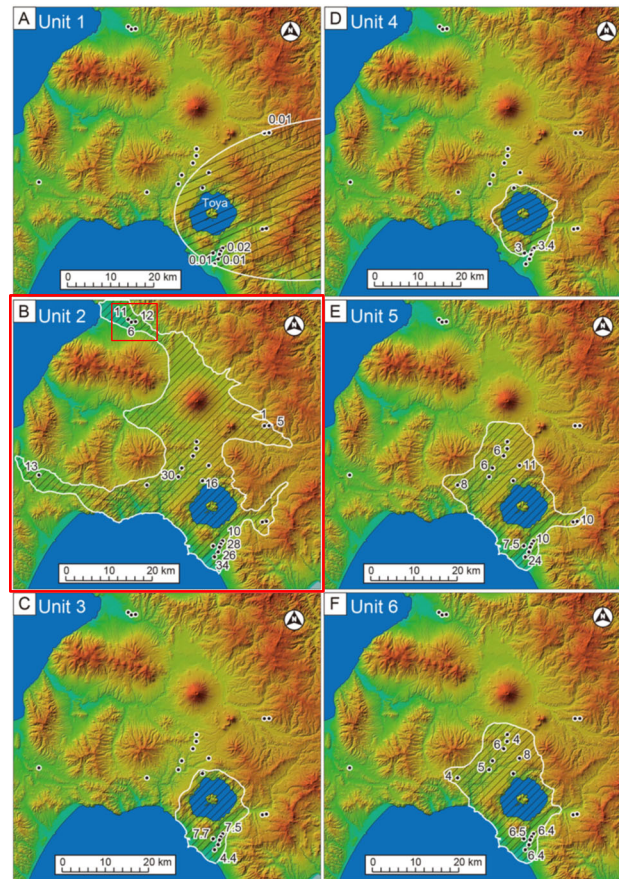 A Unit 1
N
0.01
Toya
0.02
0.01 0.01
0 10 20 km
D Unit 4
N
3 3.4
0 10 20 km
B Unit 2
N
11 12
6
1
5
13
30
16
10
28
26
34
0 10 20 km
E Unit 5
N
6
6 11
8
10
10
7.5
24
0 10 20 km
C Unit 3
N
7.5
7.7
4.4
0 10 20 km
F Unit 6
N
4
6
8
5
4
6.5 6.4
6.4
0 10 20 km